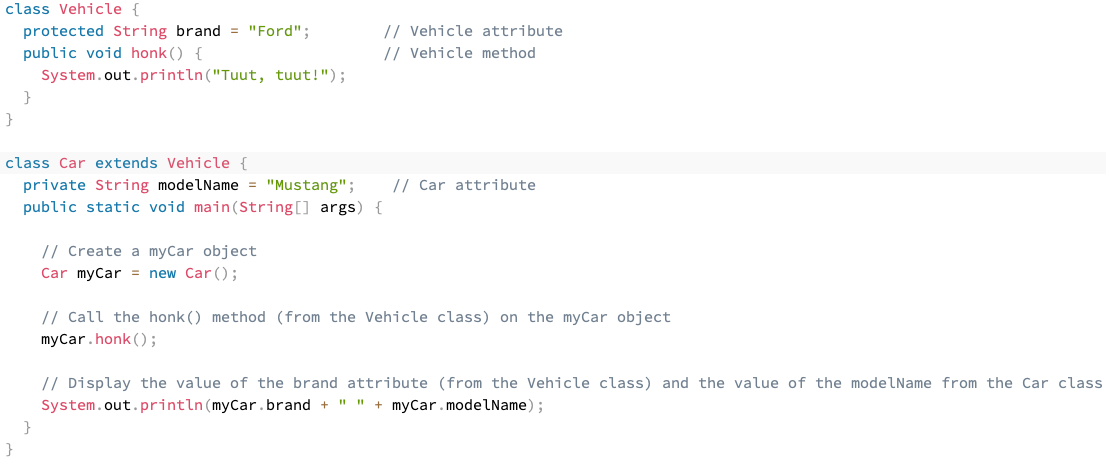 class Vehicle {
  protected String brand = "Ford";        // Vehicle attribute
  public void honk() {                    // Vehicle method
    System.out.println("Tuut, tuut!");
  }
}

class Car extends Vehicle {
  private String modelName = "Mustang";    // Car attribute
  public static void main(String[] args) {

    // Create a myCar object
    Car myCar = new Car();

    // Call the honk() method (from the Vehicle class) on the myCar object
    myCar.honk();

    // Display the value of the brand attribute (from the Vehicle class) and the value of the modelName from the Car class
    System.out.println(myCar.brand + " " + myCar.modelName);
  }
}